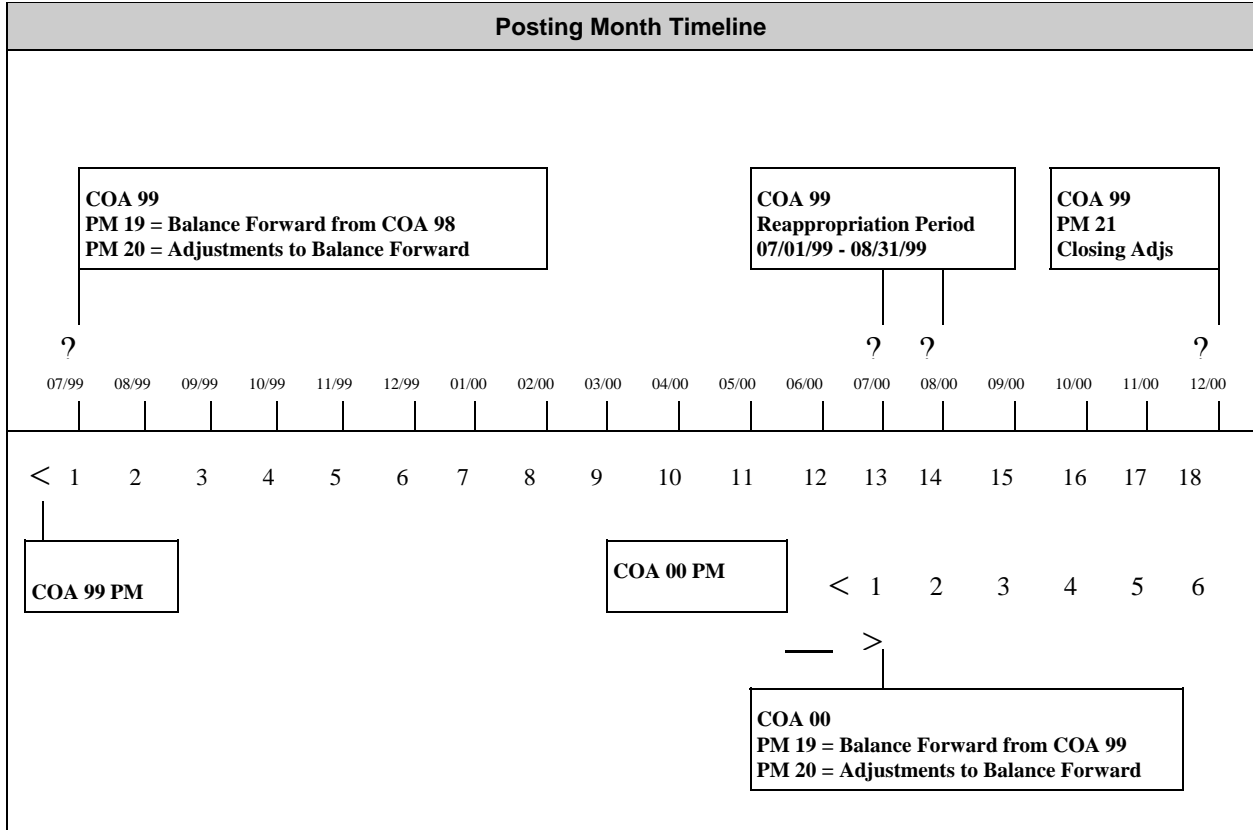 Posting Month Timeline
COA 99
PM 19 = Balance Forward from COA 98
PM 20 = Adjustments to Balance Forward
COA 99
Reappropriation Period
07/01/99 - 08/31/99
COA 99
PM 21
Closing Adjs
? ? ? ?
07/99 08/99 09/99 10/99 11/99 12/99 01/00 02/00 03/00 04/00 05/00 06/00 07/00 08/00 09/00 10/00 11/00 12/00
< 1 2 3 4 5 6 7 8 9 10 11 12 13 14 15 16 17 18
COA 99 PM
COA 00 PM
< 1 2 3 4 5 6
__ >
COA 00
PM 19 = Balance Forward from COA 99
PM 20 = Adjustments to Balance Forward